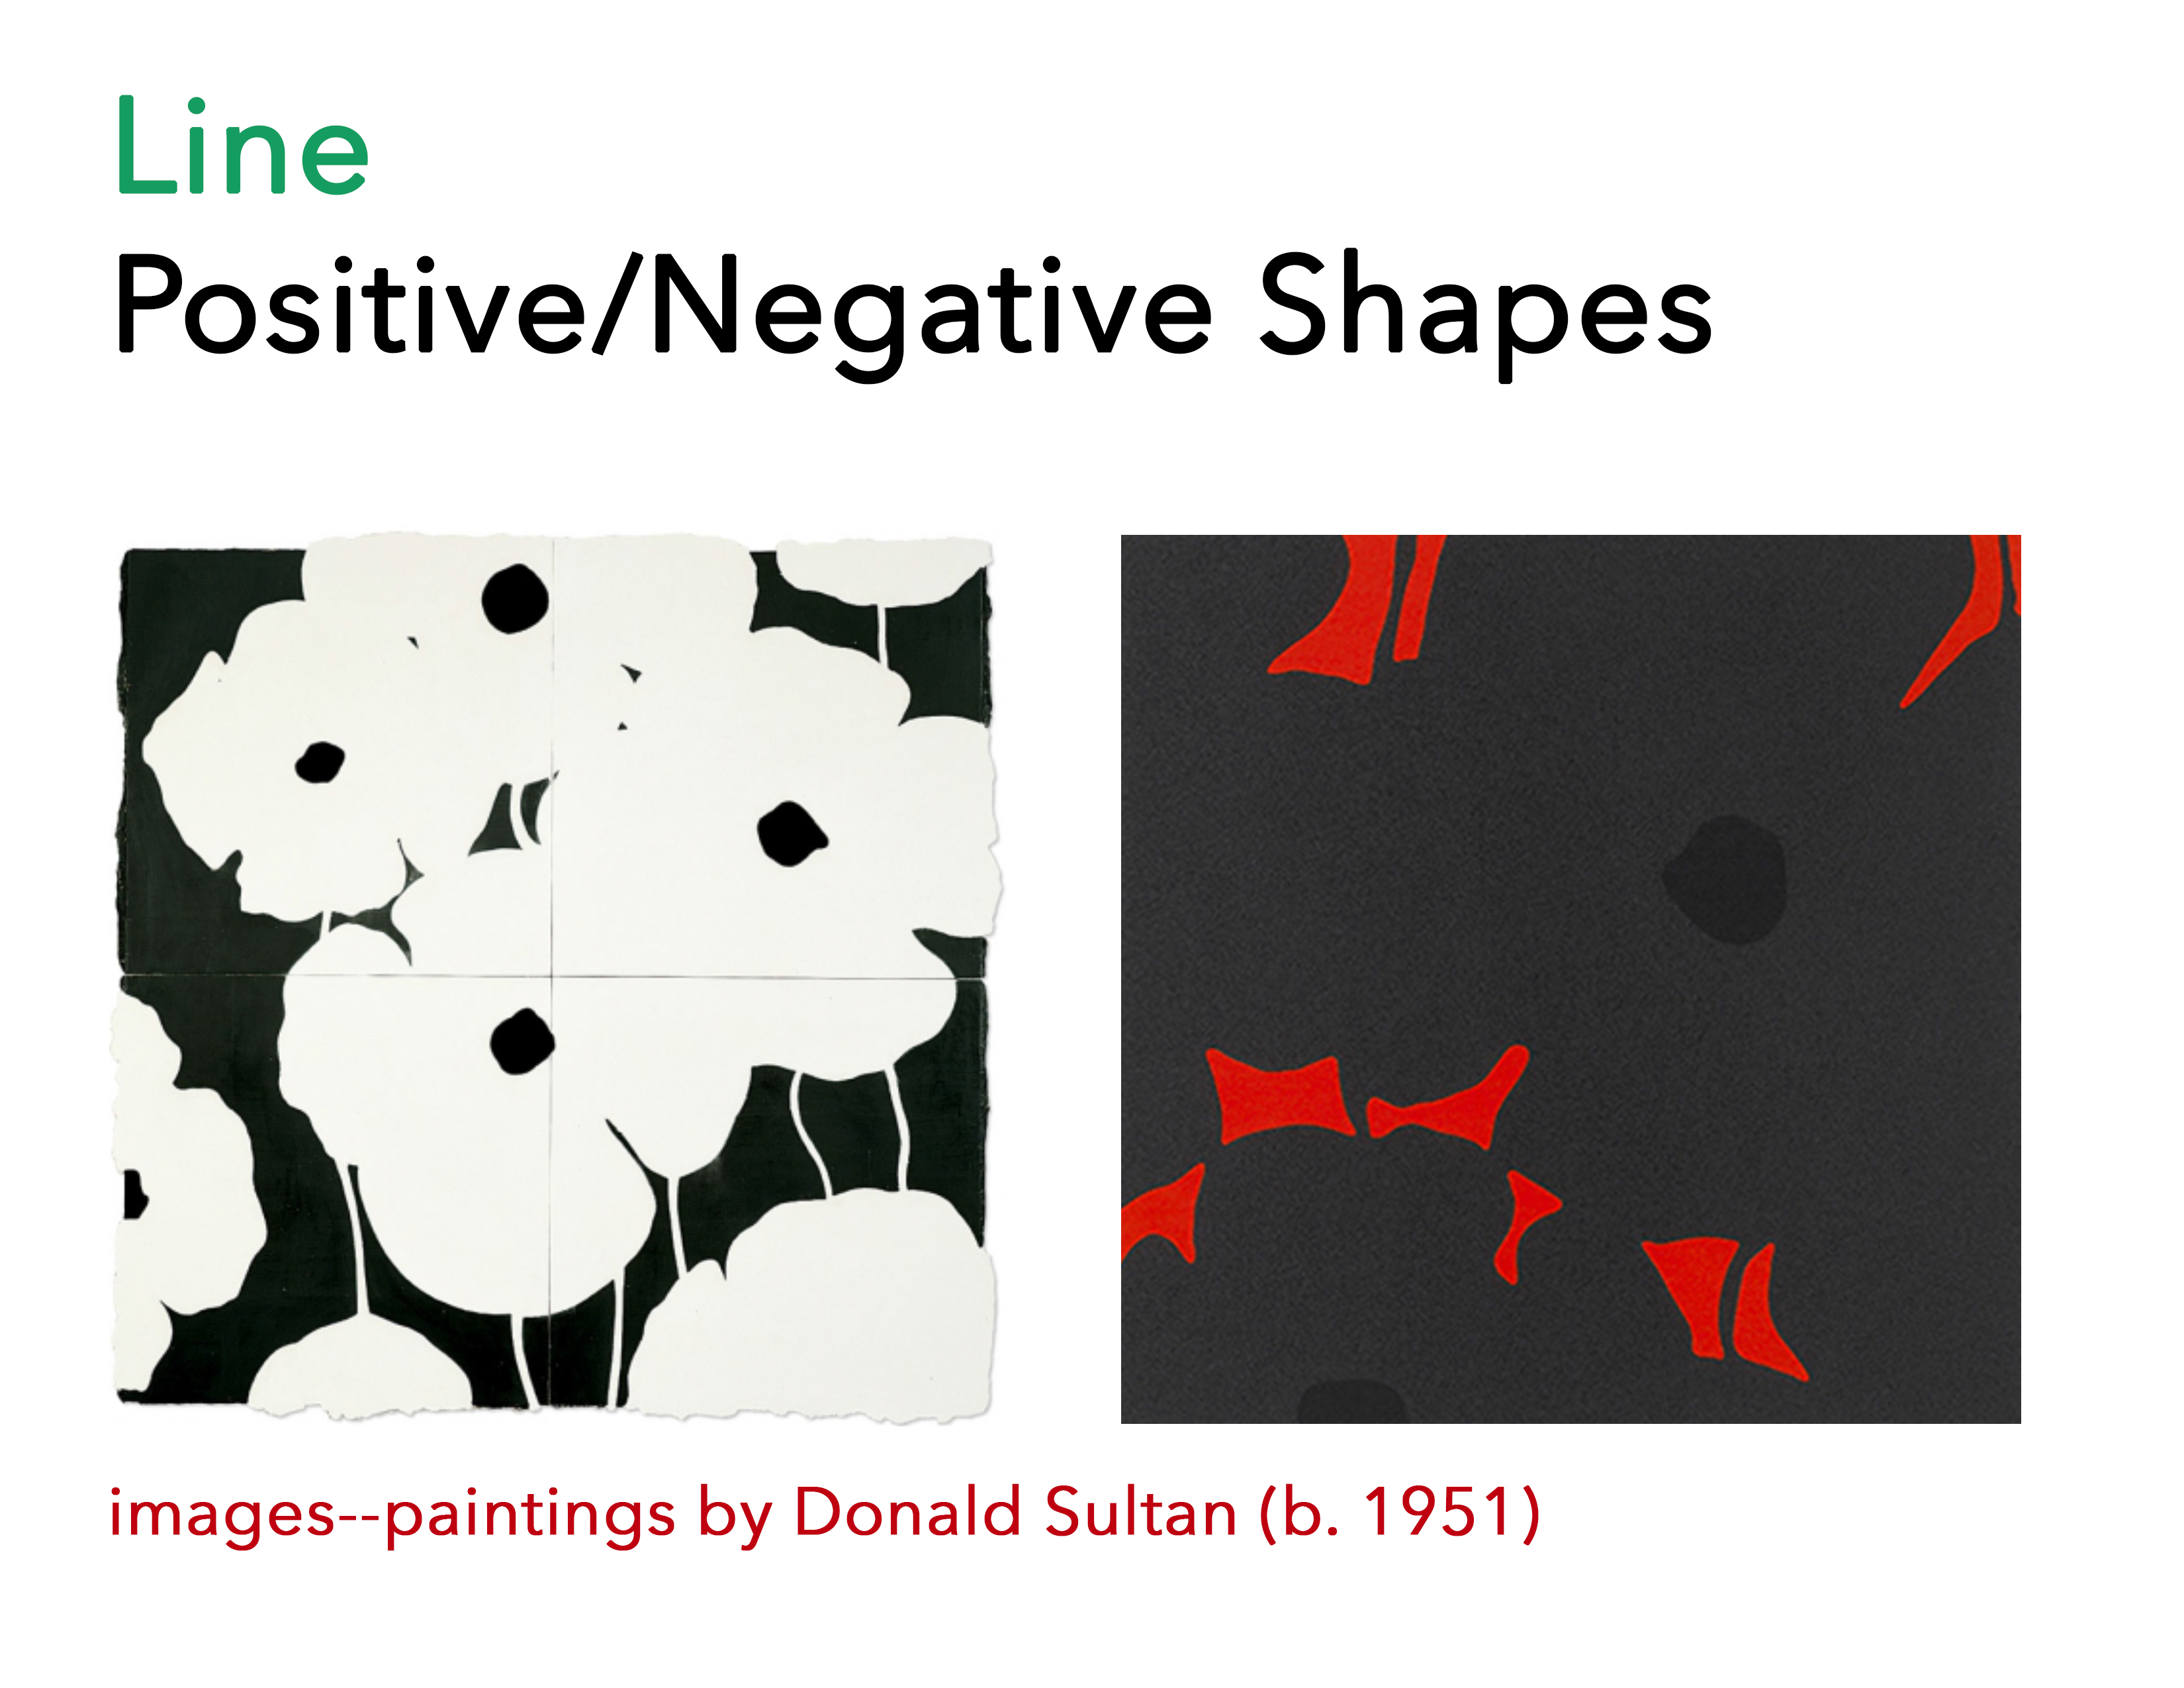 Line
Positive/Negative Shapes
images--paintings by Donald Sultan (b. 1951)